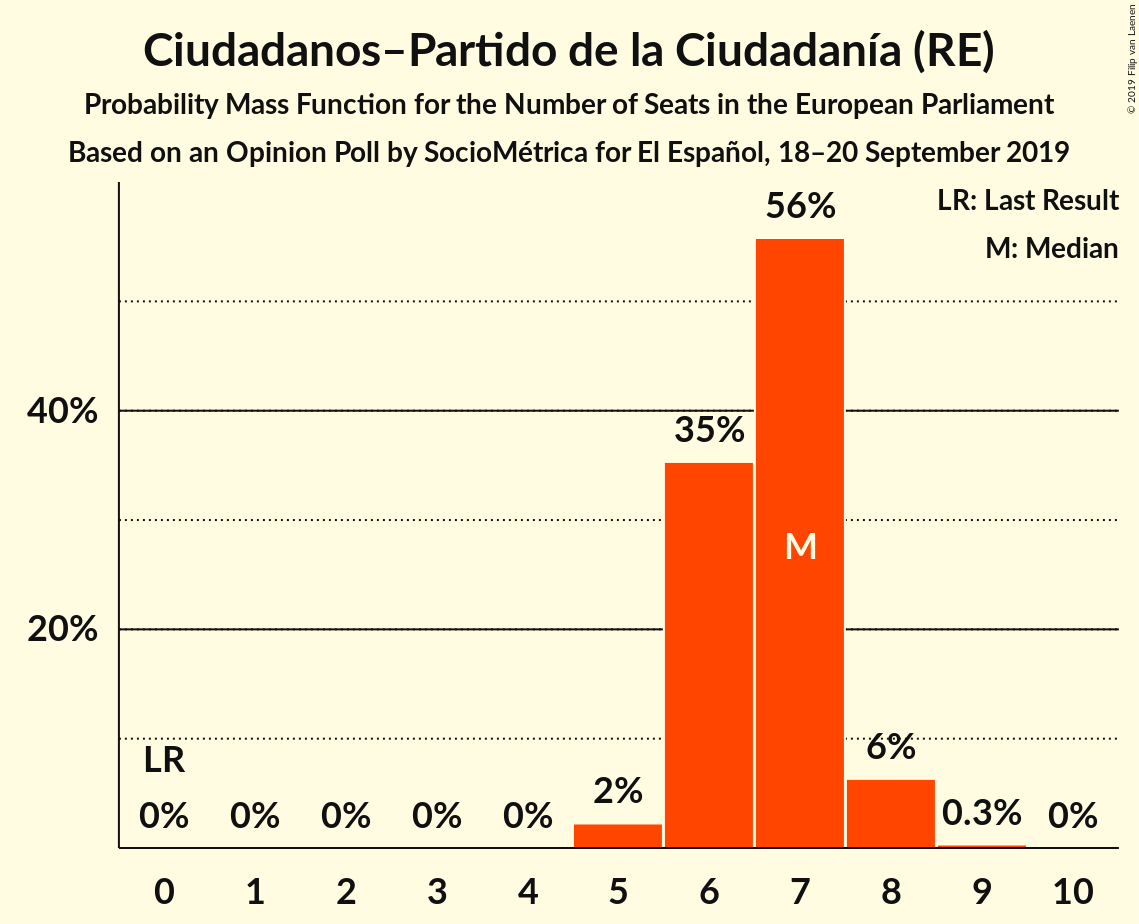 Ciudadanos–Partido de la Ciudadanía (RE)
Probability Mass Function for the Number of Seats in the European Parliament
Based on an Opinion Poll by SocioMétrica for El Español, 18–20 September 2019
© 2019 Filip van Laenen
LR: Last Result
M: Median
56%
40%
35%
M
20%
LR
6%
2%
0% 0% 0% 0% 0% 0.3% 0%
0 1 2 3 4 5 6 7 8 9 10